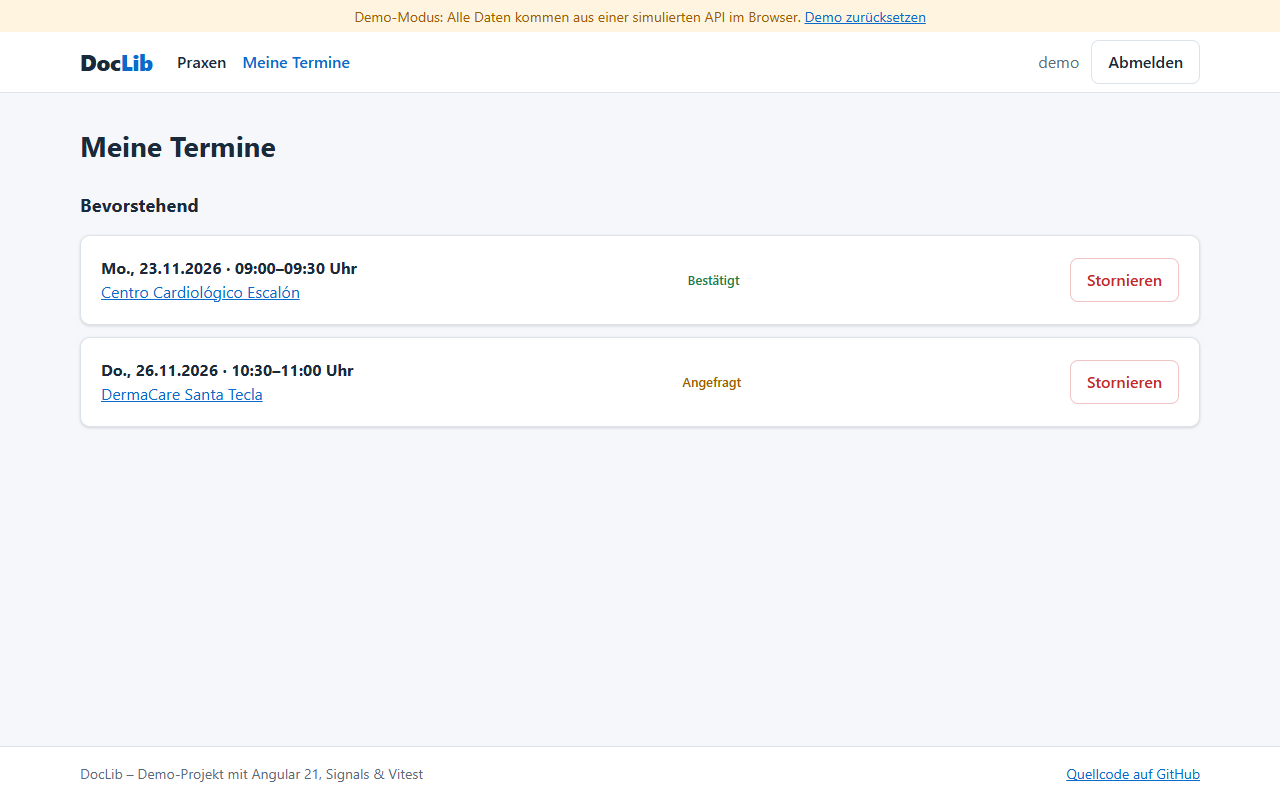 Demo-Modus: Alle Daten kommen aus einer simulierten API im Browser. Demo zurücksetzen
DocLib Praxen Meine Termine demo Abmelden
Meine Termine
Bevorstehend
Mo., 23.11.2026 · 09:00–09:30 Uhr
Centro Cardiológico Escalón
Bestätigt
Stornieren
Do., 26.11.2026 · 10:30–11:00 Uhr
DermaCare Santa Tecla
Angefragt
Stornieren
DocLib – Demo-Projekt mit Angular 21, Signals & Vitest
Quellcode auf GitHub